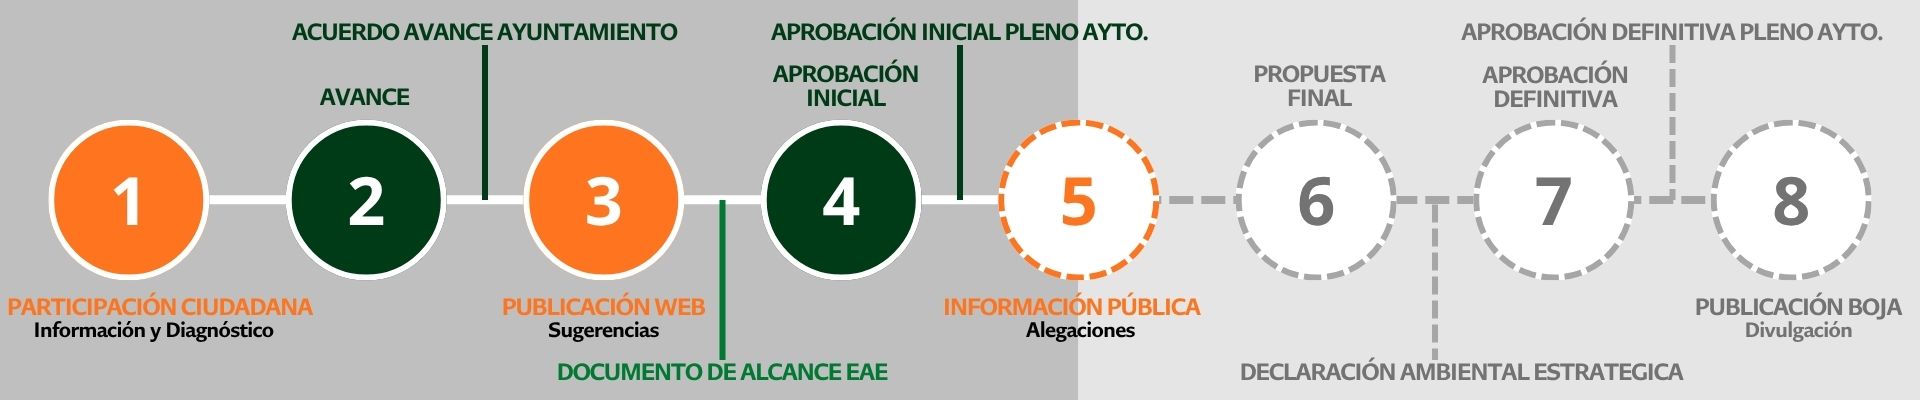 ACUERDO AVANCE AYUNTAMIENTO
APROBACIÓN INICIAL PLENO AYTO.
APROBACIÓN DEFINITIVA PLENO AYTO.
AVANCE
APROBACIÓN
INICIAL
PROPUESTA
FINAL
APROBACIÓN
DEFINITIVA
1
2
3
4
5
6
7
8
PARTICIPACIÓN CIUDADANA
Información y Diagnóstico
PUBLICACIÓN WEB
Sugerencias
INFORMACIÓN PÚBLICA
Alegaciones
PUBLICACIÓN BOJA
Divulgación
DOCUMENTO DE ALCANCE EAE
DECLARACIÓN AMBIENTAL ESTRATEGICA